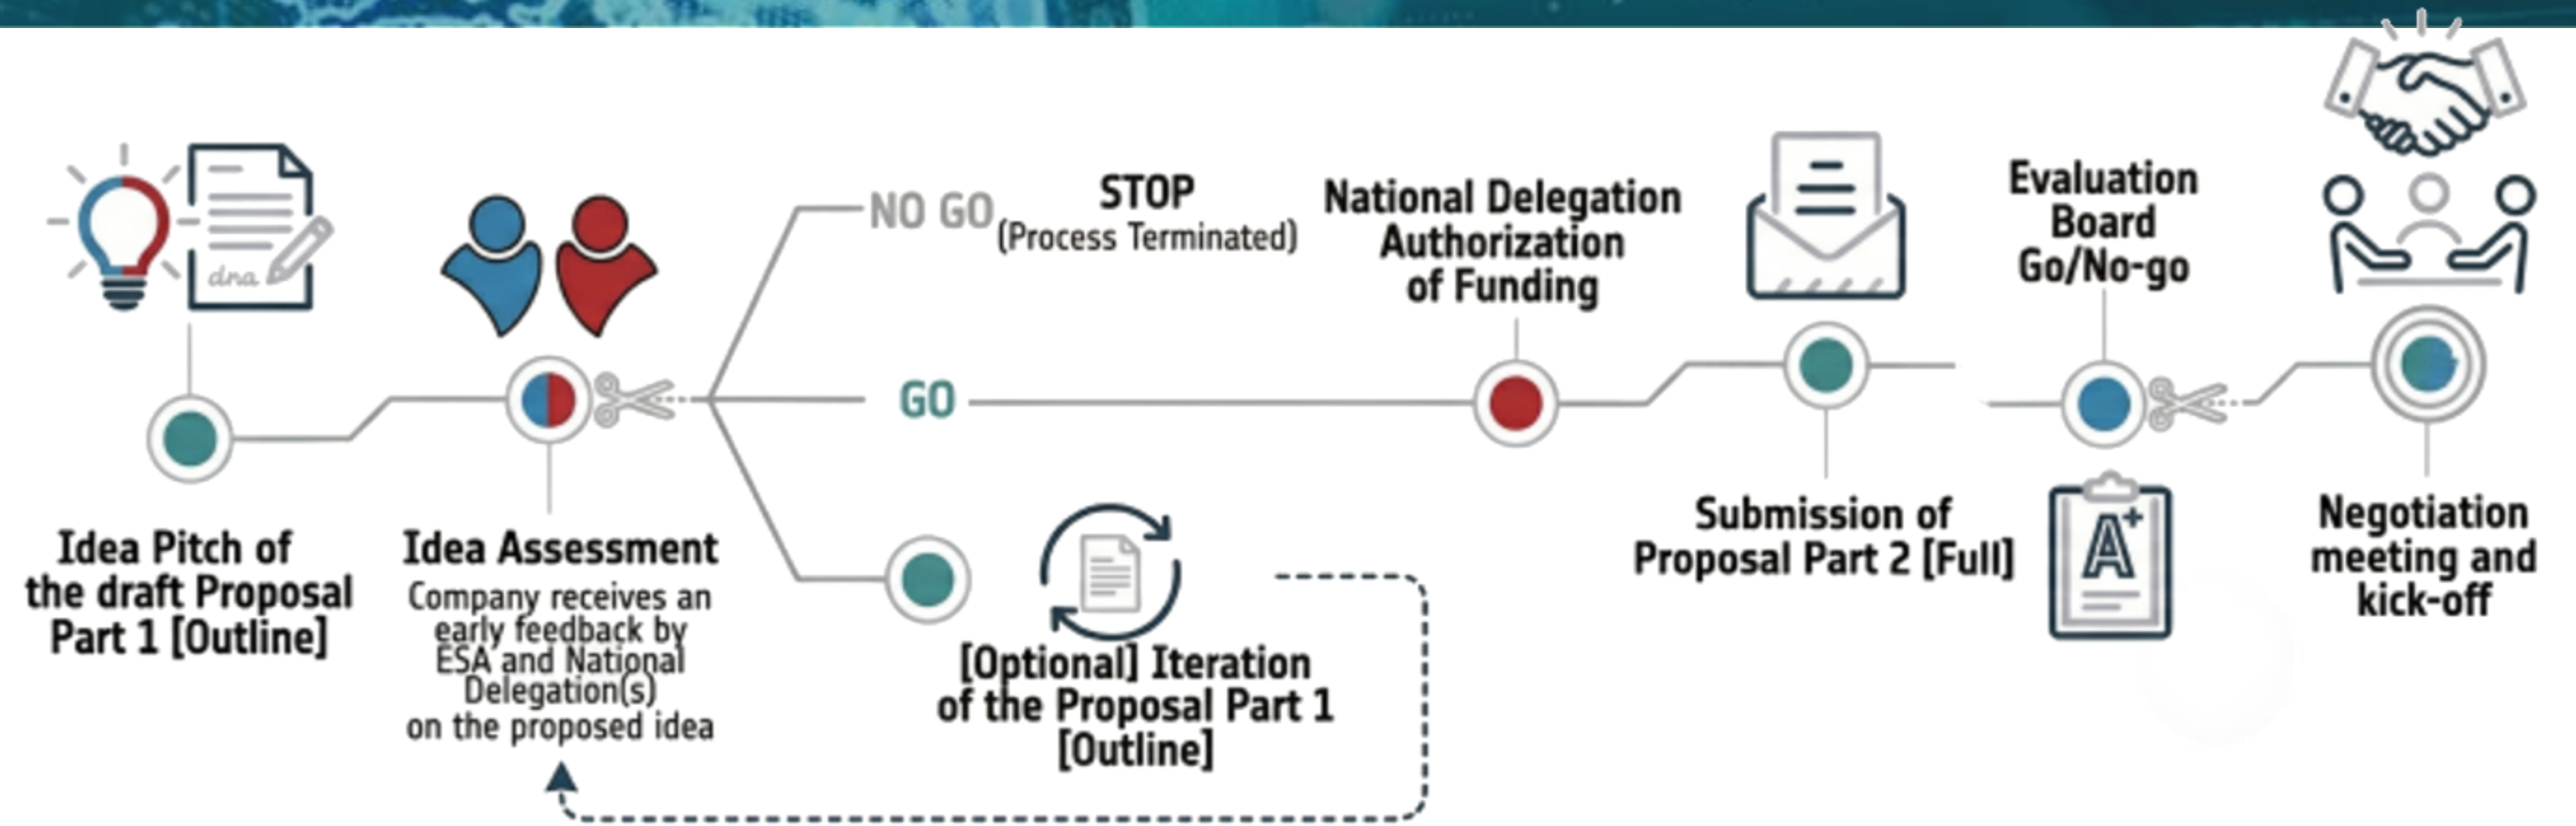 dna
Idea Pitch of
the draft Proposal
Part 1 [Outline]
Idea Assessment
Company receives an
early feedback by
ESA and National
Delegation(s)
on the proposed idea
NO GO
STOP
(Process Terminated)
GO
[Optional] Iteration
of the Proposal Part 1
[Outline]
National Delegation
Authorization
of Funding
Submission of
Proposal Part 2 [Full]
Evaluation
Board
Go/No-go
A+
Negotiation
meeting and
kick-off